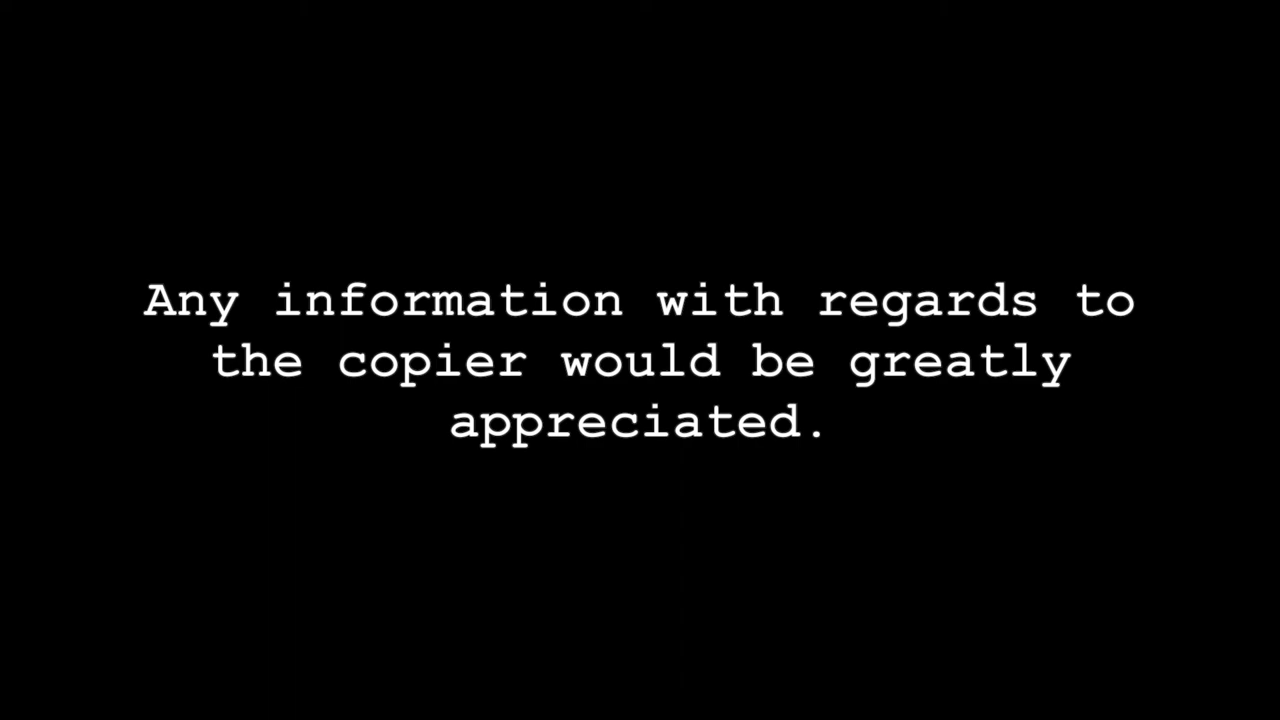 Any information with regards to
the copier would be greatly
appreciated.